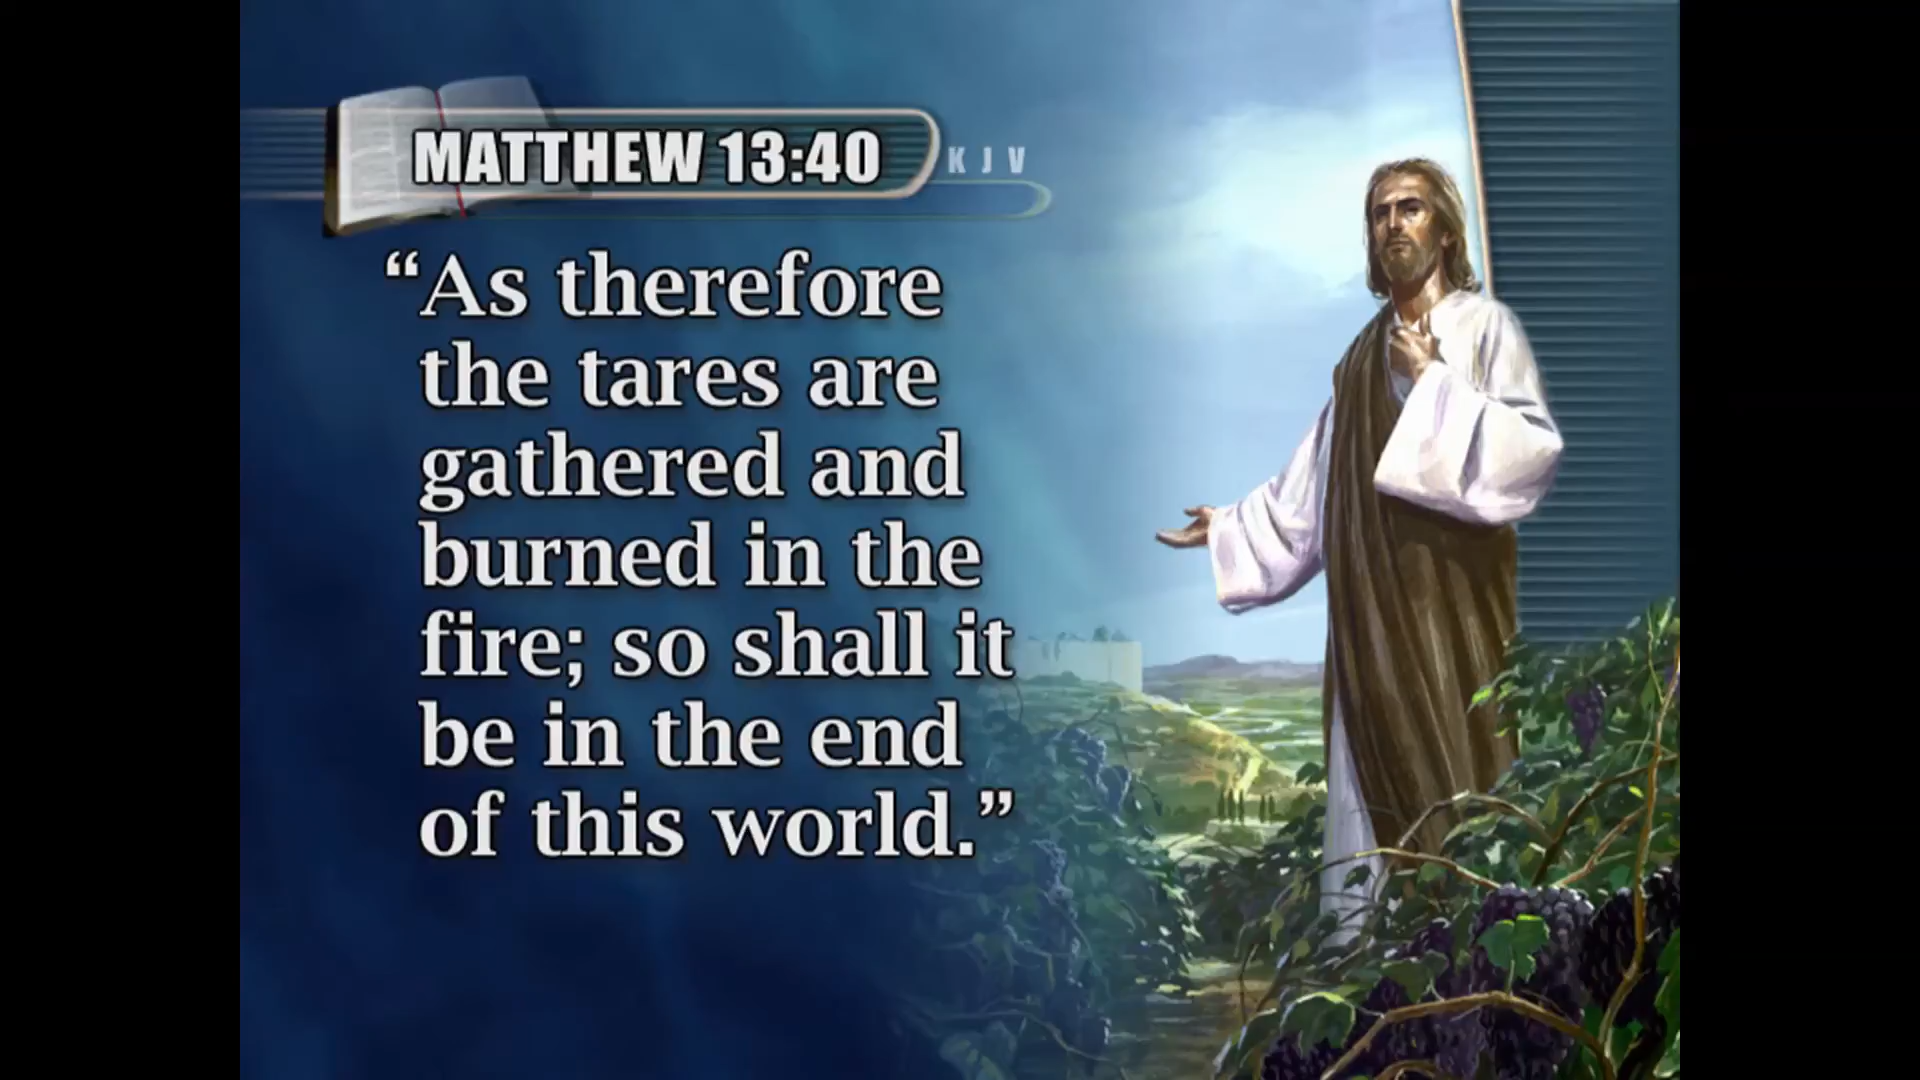 MATTHEW 13:40 KJV
“As therefore
the tares are
gathered and
burned in the
fire; so shall it
be in the end
of this world.”